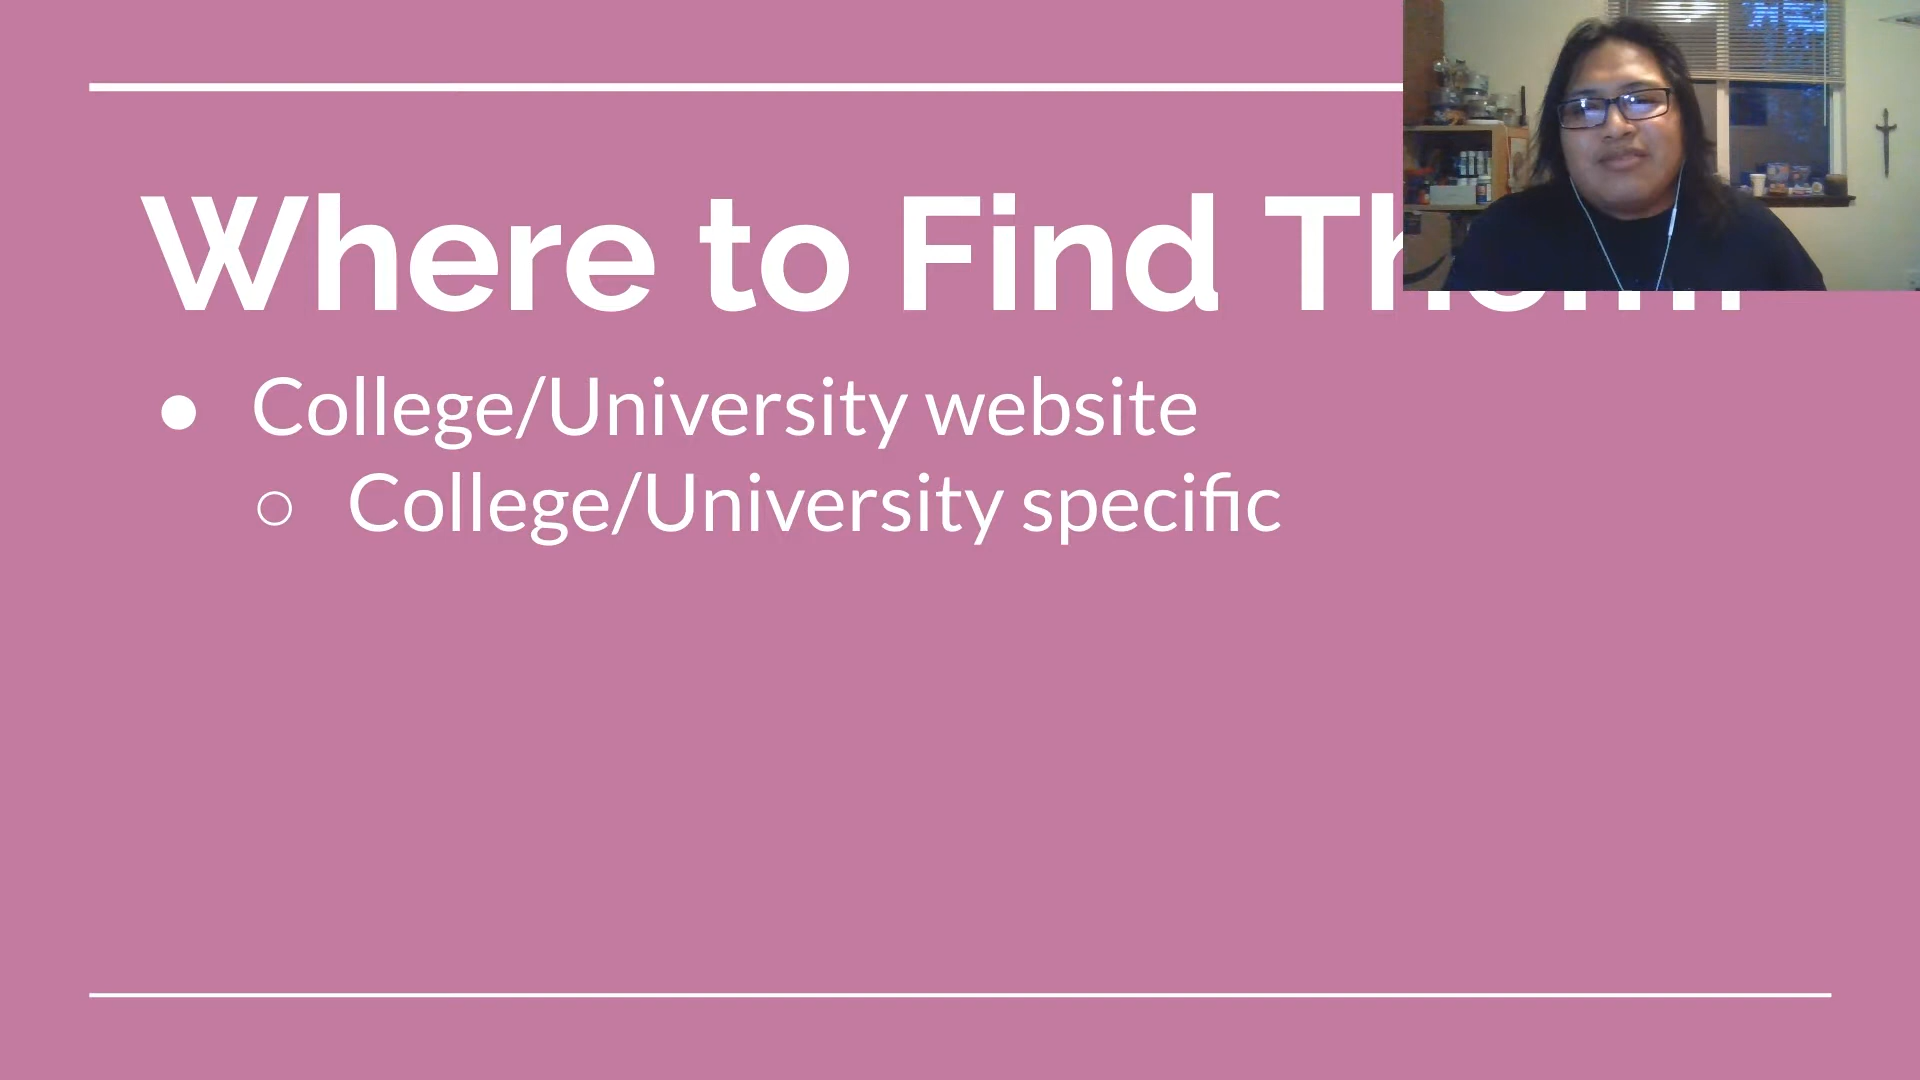 Where to Find
● College/University website
○ College/University specific